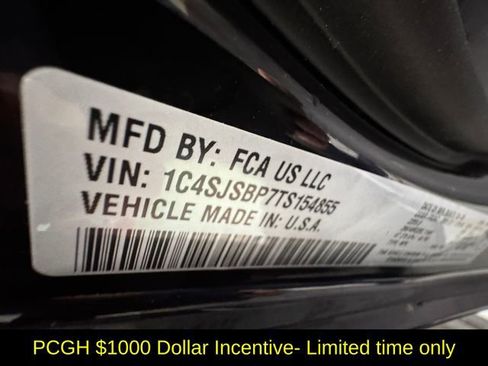 MFD BY: FCA US LLC
VIN: 1C4SJSBP7TS154855
VEHICLE MADE IN: U.S.A.
PCGH $1000 Dollar Incentive- Limited time only